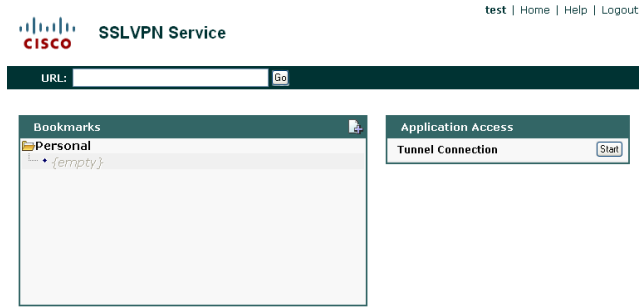 test | Home | Help | Logout
CISCO
SSLVPN Service
URL:
Go
Bookmarks
Personal
{empty}
Application Access
Tunnel Connection
Start